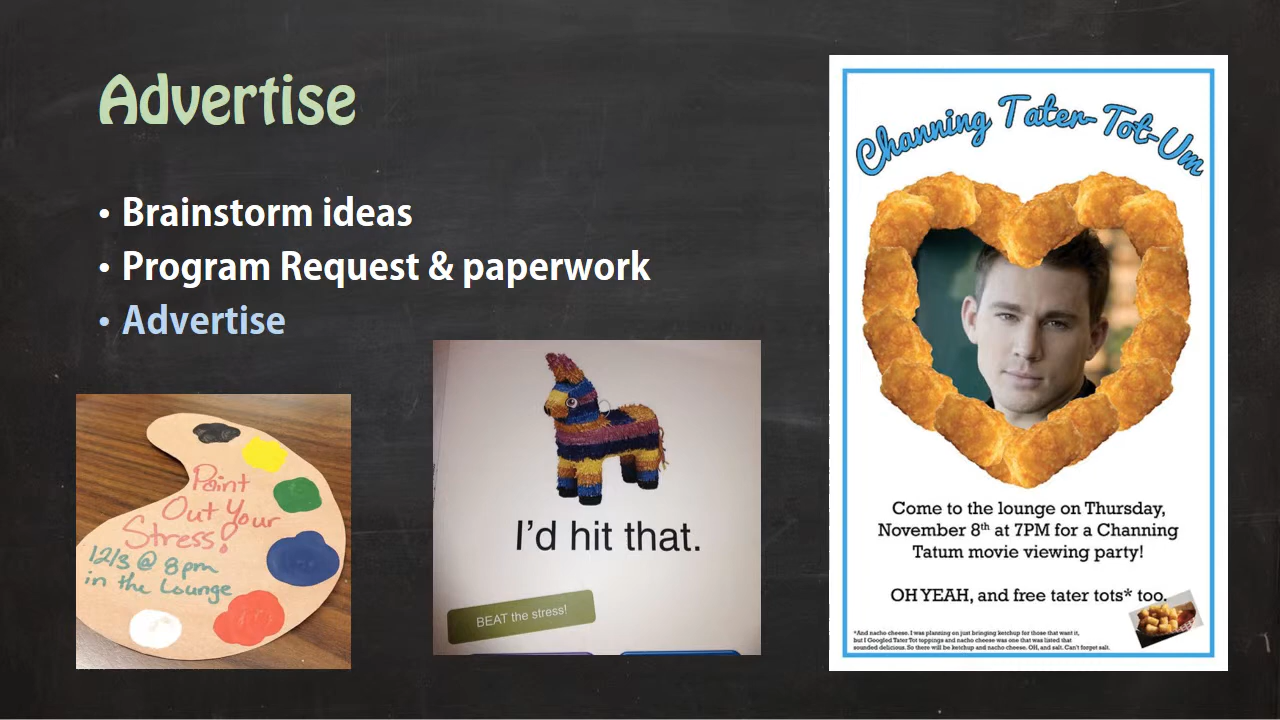 Advertise
• Brainstorm ideas
• Program Request & paperwork
• Advertise
Paint
Out Your
Stress!
12/3 @ 8pm
in the Lounge
I'd hit that.
BEAT the stress!
Channing Tater-Tot-Um
Come to the lounge on Thursday,
November 8th at 7PM for a Channing
Tatum movie viewing party!
OH YEAH, and free tater tots* too.
*And nacho cheese. I was planning on just bringing ketchup for those that want it,
but I Googled Tater Tot toppings and nacho cheese was one that was listed that
sounded delicious. So there will be ketchup and nacho cheese. OH, and salt. Can't forget salt.